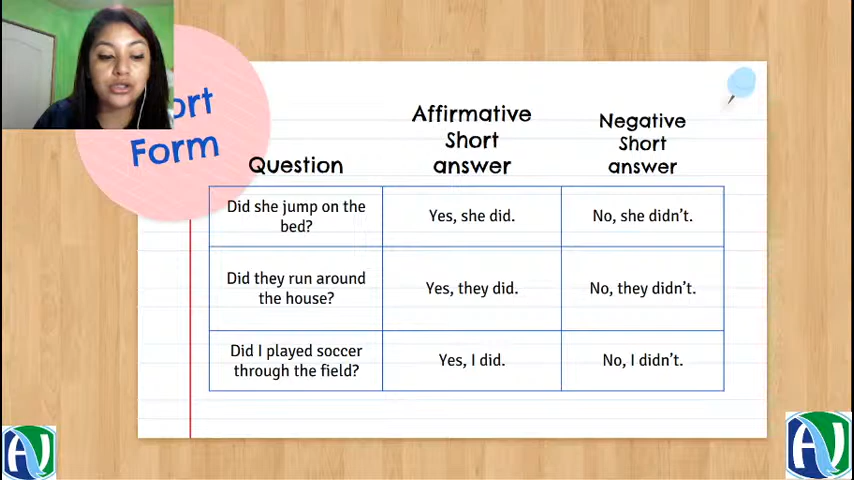 ort
Form
Question
Affirmative
Short
answer
Negative
Short
answer
Did she jump on the
bed?
Yes, she did.
No, she didn't.
Did they run around
the house?
Yes, they did.
No, they didn't.
Did I played soccer
through the field?
Yes, I did.
No, I didn't.
AJ
AJ